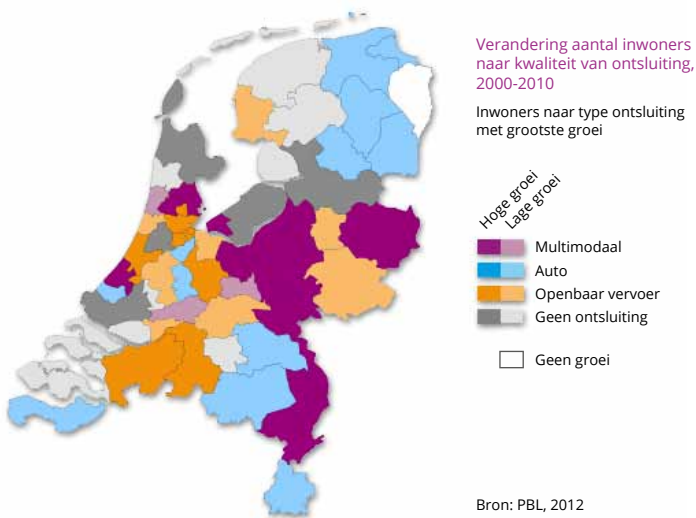 Verandering aantal inwoners
naar kwaliteit van ontsluiting,
2000-2010
Inwoners naar type ontsluiting
met grootste groei
Hoge groei
Lage groei
Multimodaal
Auto
Openbaar vervoer
Geen ontsluiting
Geen groei
Bron: PBL, 2012